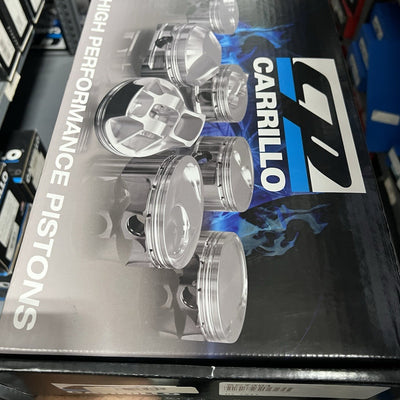 CP
CARRILLO
HIGH PERFORMANCE PISTONS